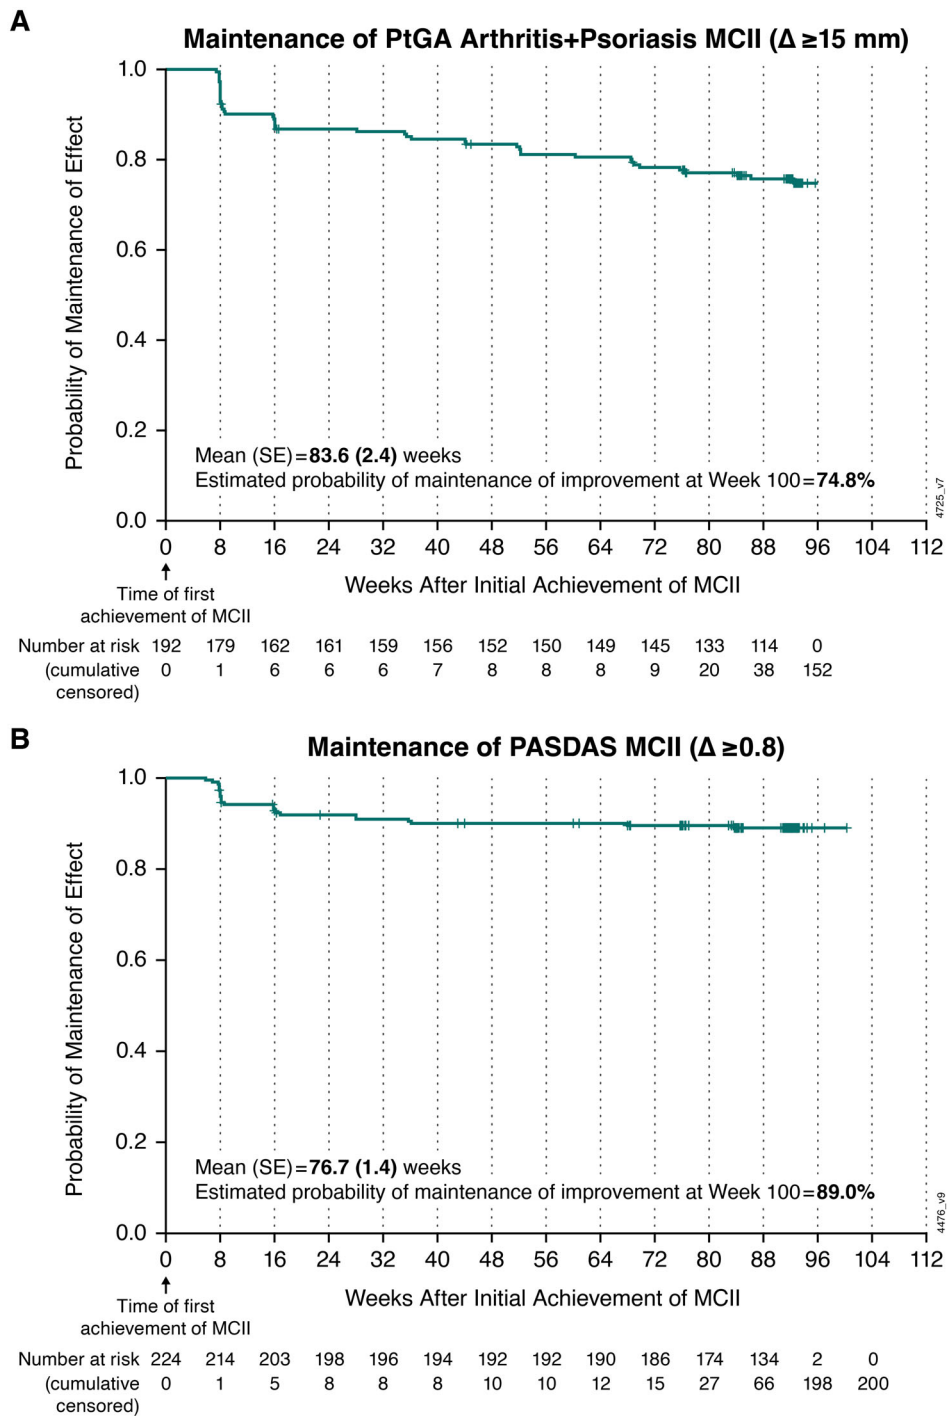 A
Maintenance of PtGA Arthritis+Psoriasis MCII (Δ ≥15 mm)
Probability of Maintenance of Effect
1.0
0.8
0.6
0.4
0.2
0.0
Mean (SE)=83.6 (2.4) weeks
Estimated probability of maintenance of improvement at Week 100=74.8%
4725_v7
0 8 16 24 32 40 48 56 64 72 80 88 96 104 112
Time of first
achievement of MCII
Weeks After Initial Achievement of MCII
Number at risk 192 179 162 161 159 156 152 150 149 145 133 114 0
(cumulative 0 1 6 6 6 7 8 8 8 9 20 38 152
censored)
B
Maintenance of PASDAS MCII (Δ ≥0.8)
Probability of Maintenance of Effect
1.0
0.8
0.6
0.4
0.2
0.0
Mean (SE)=76.7 (1.4) weeks
Estimated probability of maintenance of improvement at Week 100=89.0%
4476_v9
0 8 16 24 32 40 48 56 64 72 80 88 96 104 112
Time of first
achievement of MCII
Weeks After Initial Achievement of MCII
Number at risk 224 214 203 198 196 194 192 192 190 186 174 134 2 0
(cumulative 0 1 5 8 8 8 10 10 12 15 27 66 198 200
censored)